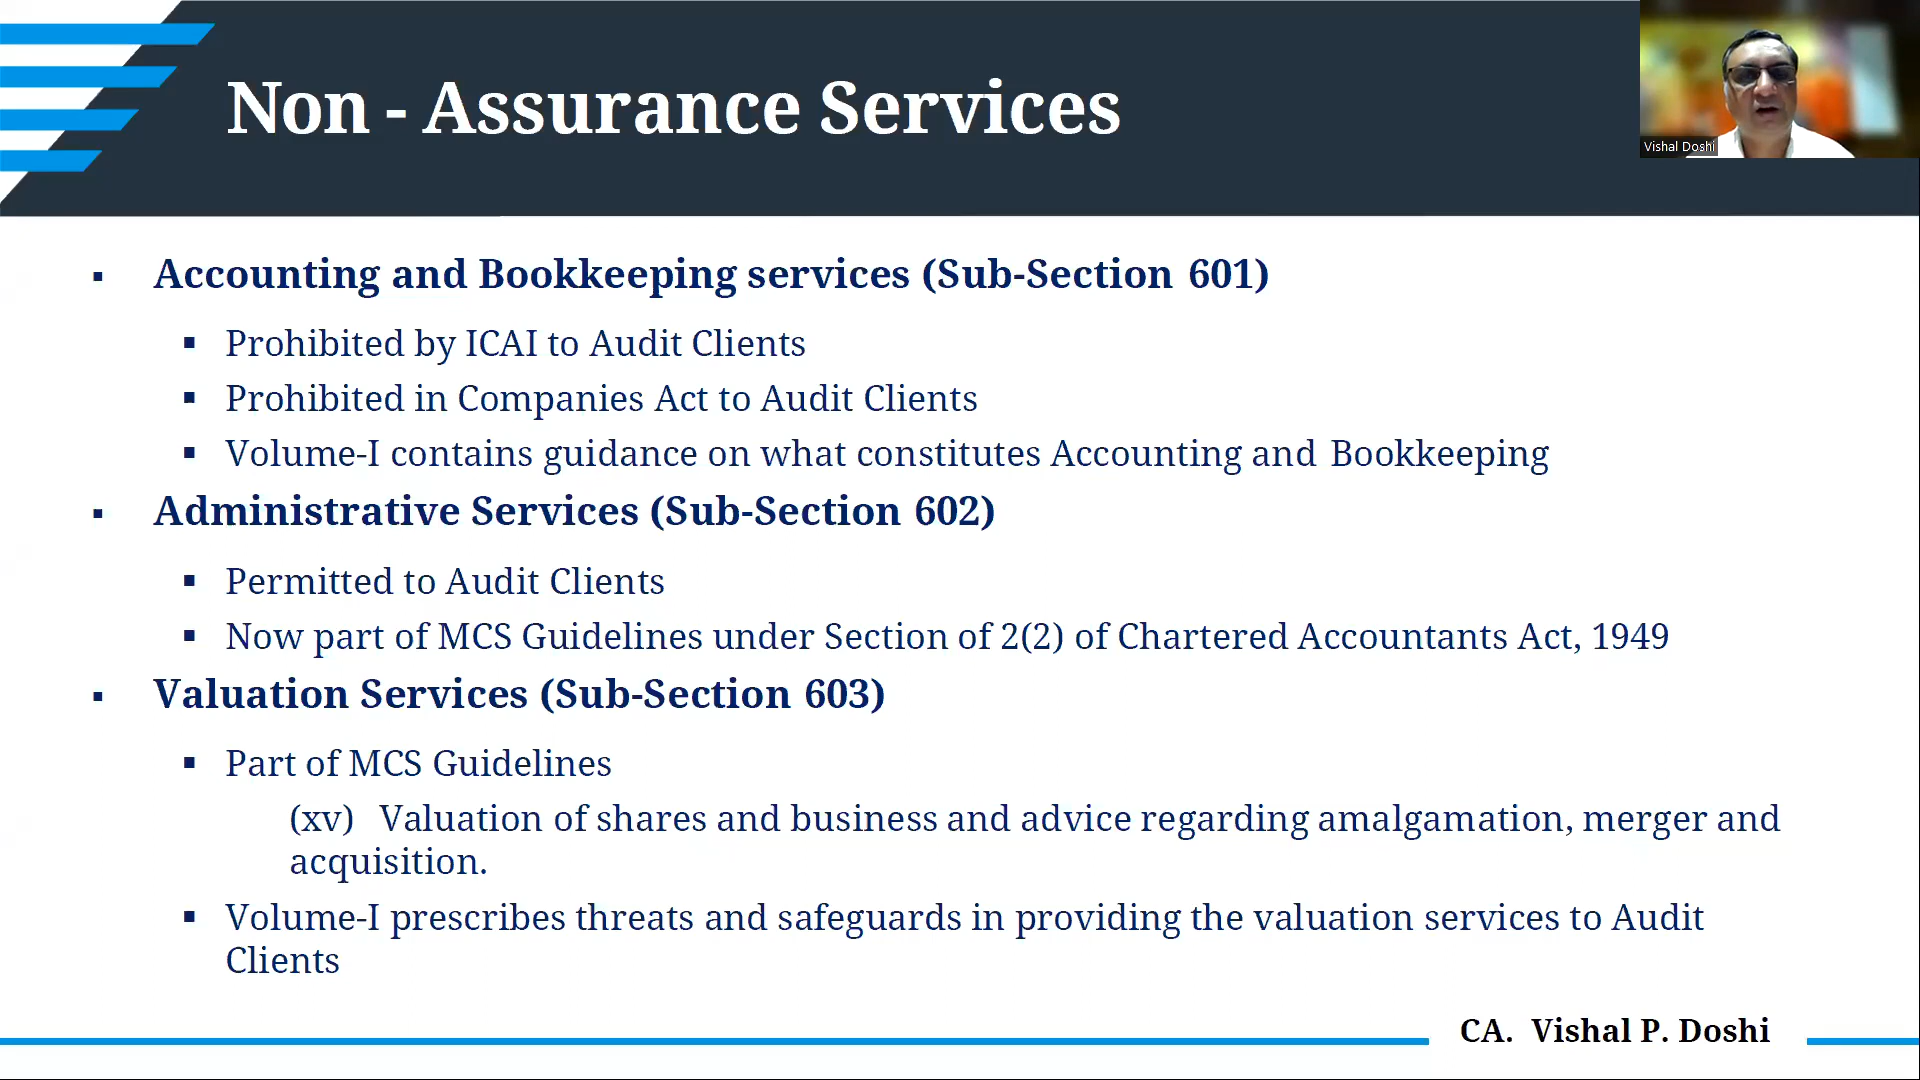 Non - Assurance Services
Vishal Doshi
▪ Accounting and Bookkeeping services (Sub-Section 601)
▪ Prohibited by ICAI to Audit Clients
▪ Prohibited in Companies Act to Audit Clients
▪ Volume-I contains guidance on what constitutes Accounting and Bookkeeping
▪ Administrative Services (Sub-Section 602)
▪ Permitted to Audit Clients
▪ Now part of MCS Guidelines under Section of 2(2) of Chartered Accountants Act, 1949
▪ Valuation Services (Sub-Section 603)
▪ Part of MCS Guidelines
(xv) Valuation of shares and business and advice regarding amalgamation, merger and
acquisition.
▪ Volume-I prescribes threats and safeguards in providing the valuation services to Audit
Clients
CA. Vishal P. Doshi